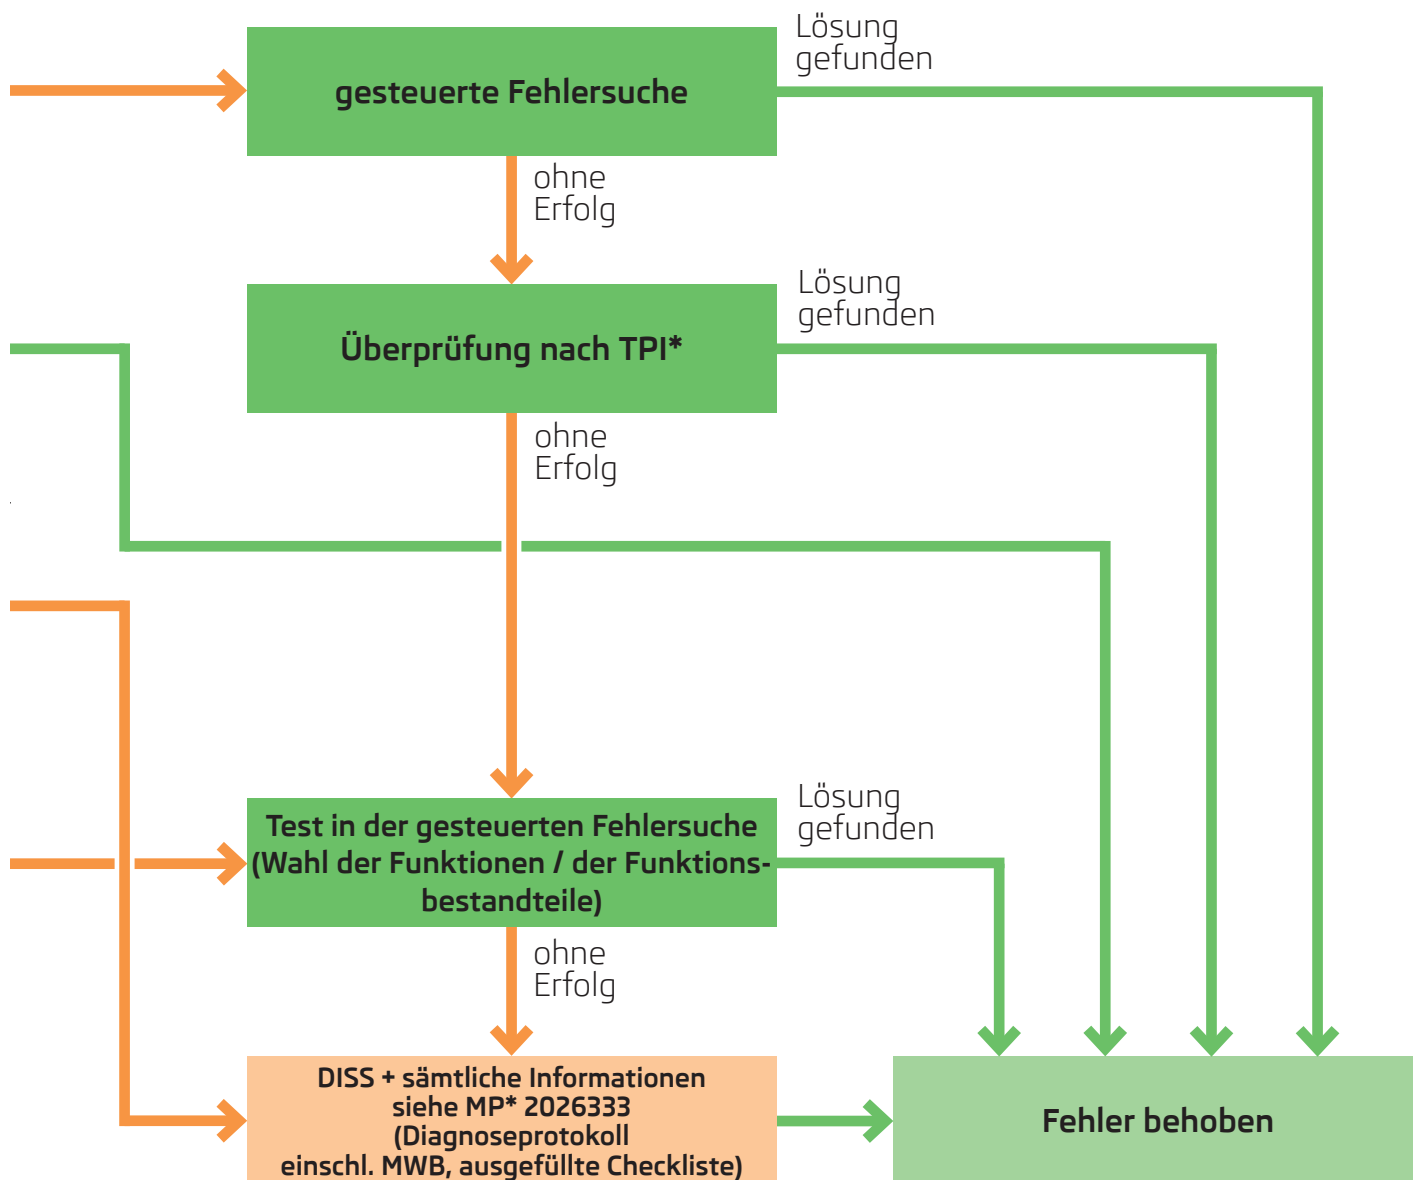 Lösung
gefunden
gesteuerte Fehlersuche
ohne
Erfolg
Lösung
gefunden
Überprüfung nach TPI*
ohne
Erfolg
Lösung
gefunden
Test in der gesteuerten Fehlersuche
(Wahl der Funktionen / der Funktions-
bestandteile)
ohne
Erfolg
DISS + sämtliche Informationen
siehe MP* 2026333
(Diagnoseprotokoll
einschl. MWB, ausgefüllte Checkliste)
Fehler behoben